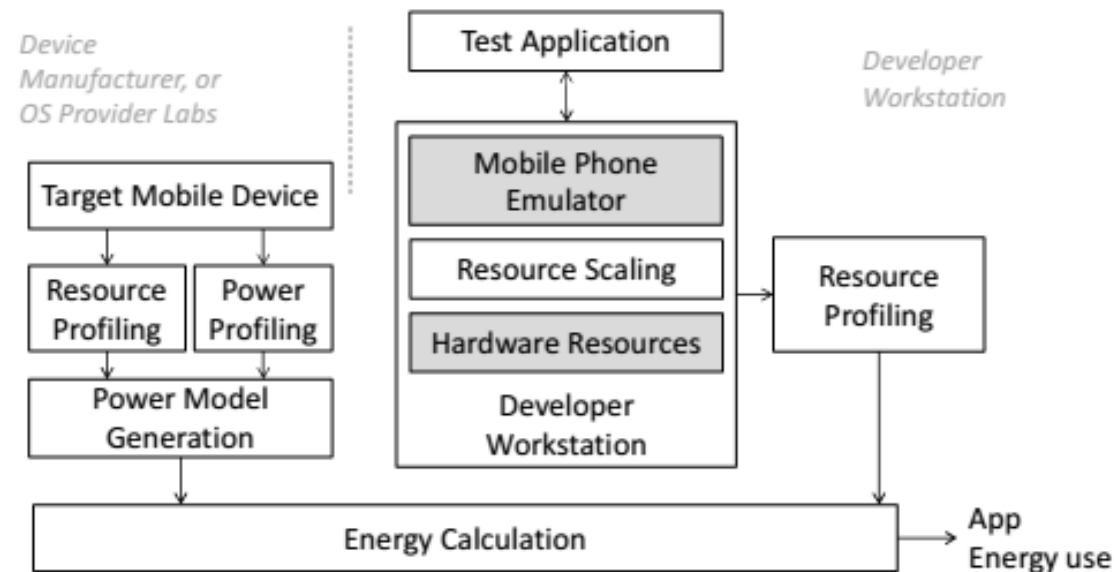 Device
Manufacturer, or
OS Provider Labs
Test Application
Developer
Workstation
Target Mobile Device
Resource
Profiling
Power
Profiling
Power Model
Generation
Mobile Phone
Emulator
Resource Scaling
Hardware Resources
Developer
Workstation
Resource
Profiling
Energy Calculation
App
Energy use